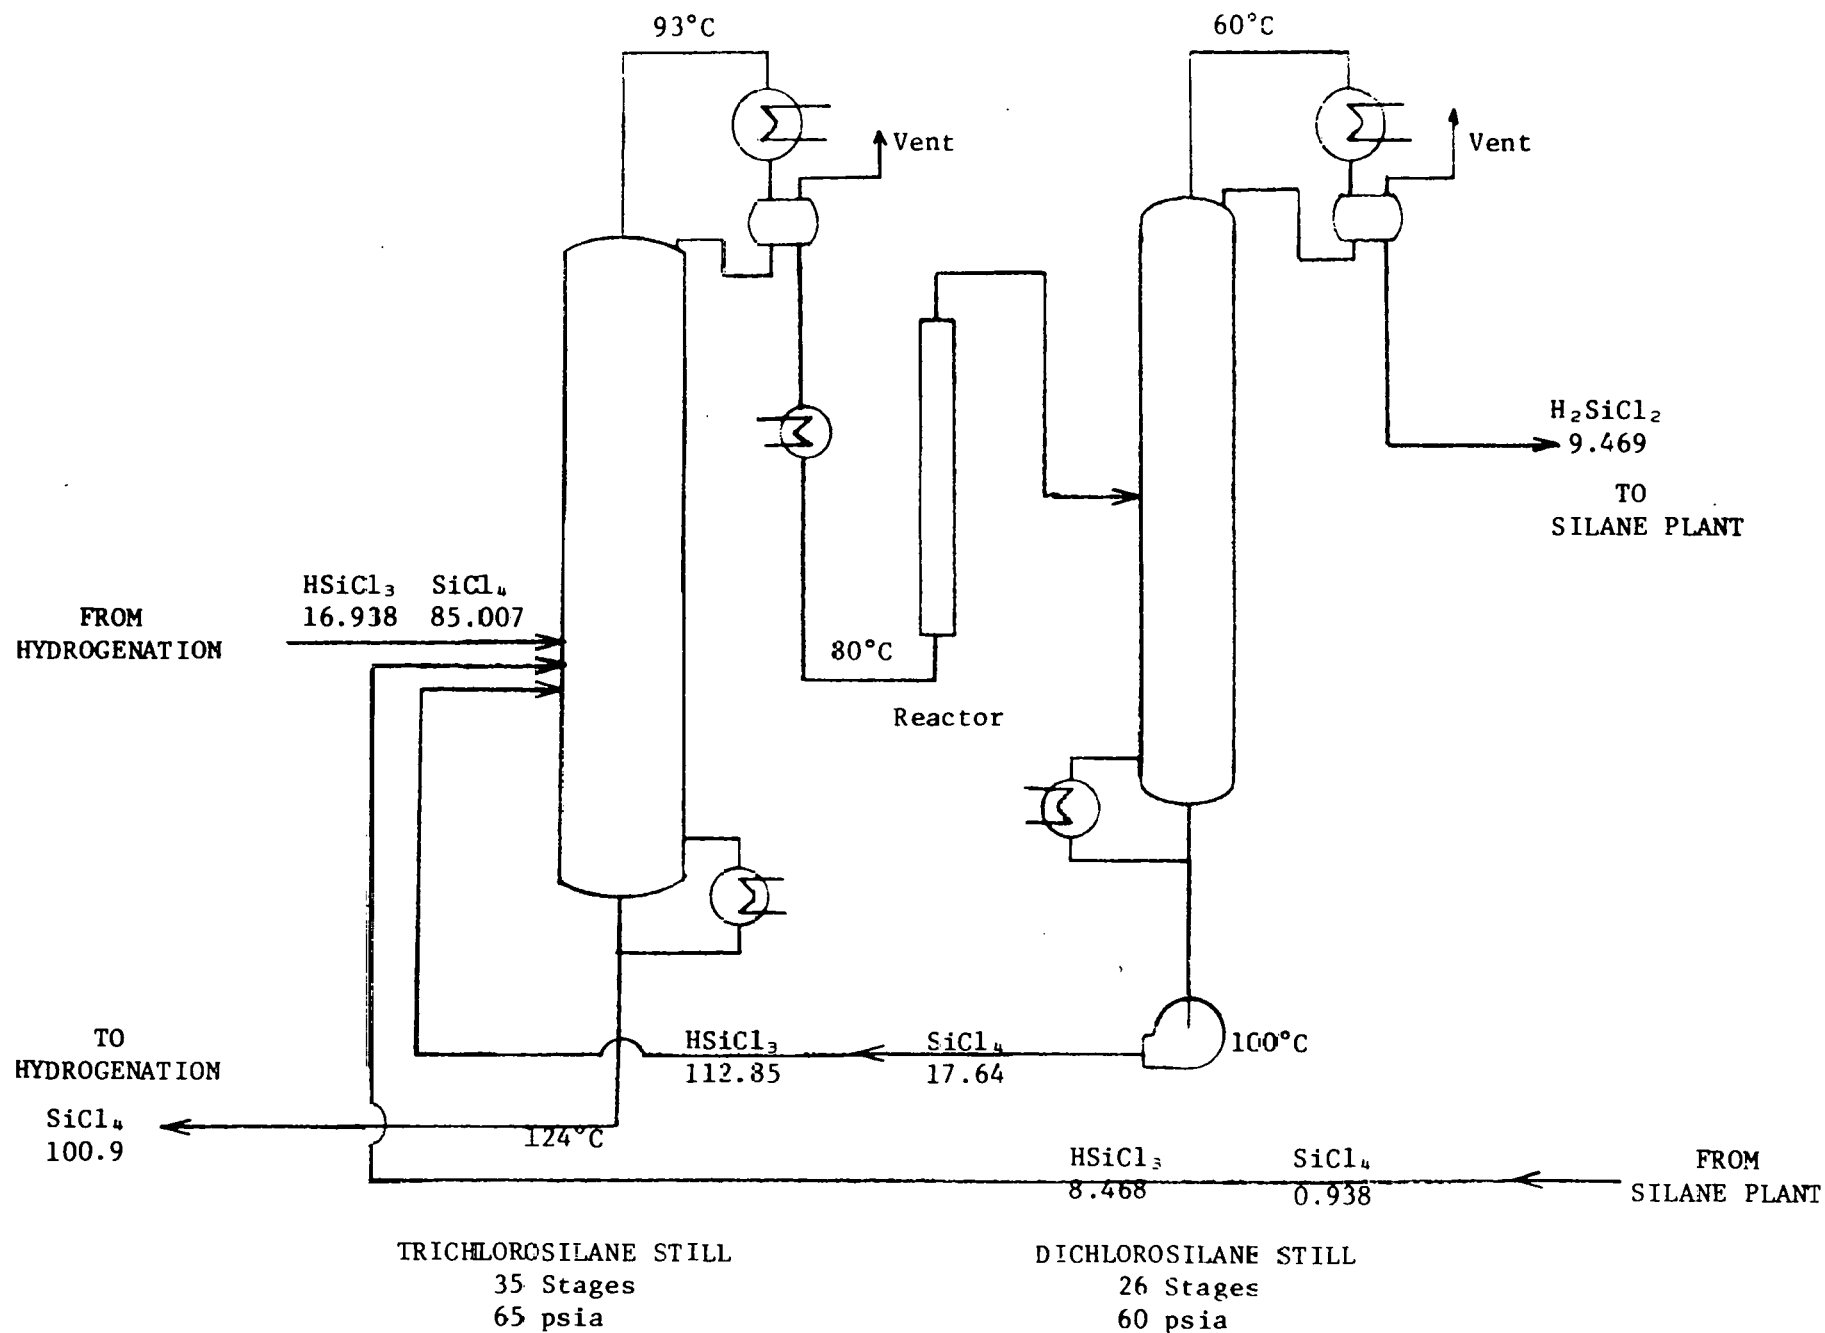 93°C
60°C
Vent
Vent
H₂SiCl₂
9.469
TO
SILANE PLANT
HSiCl₃ SiCl₄
16.938 85.007
FROM
HYDROGENATION
80°C
Reactor
TO
HYDROGENATION
SiCl₄
100.9
HSiCl₃
112.85
SiCl₄
17.64
100°C
124°C
HSiCl₃
8.468
SiCl₄
0.938
FROM
SILANE PLANT
TRICHLOROSILANE STILL
35 Stages
65 psia
DICHLOROSILANE STILL
26 Stages
60 psia